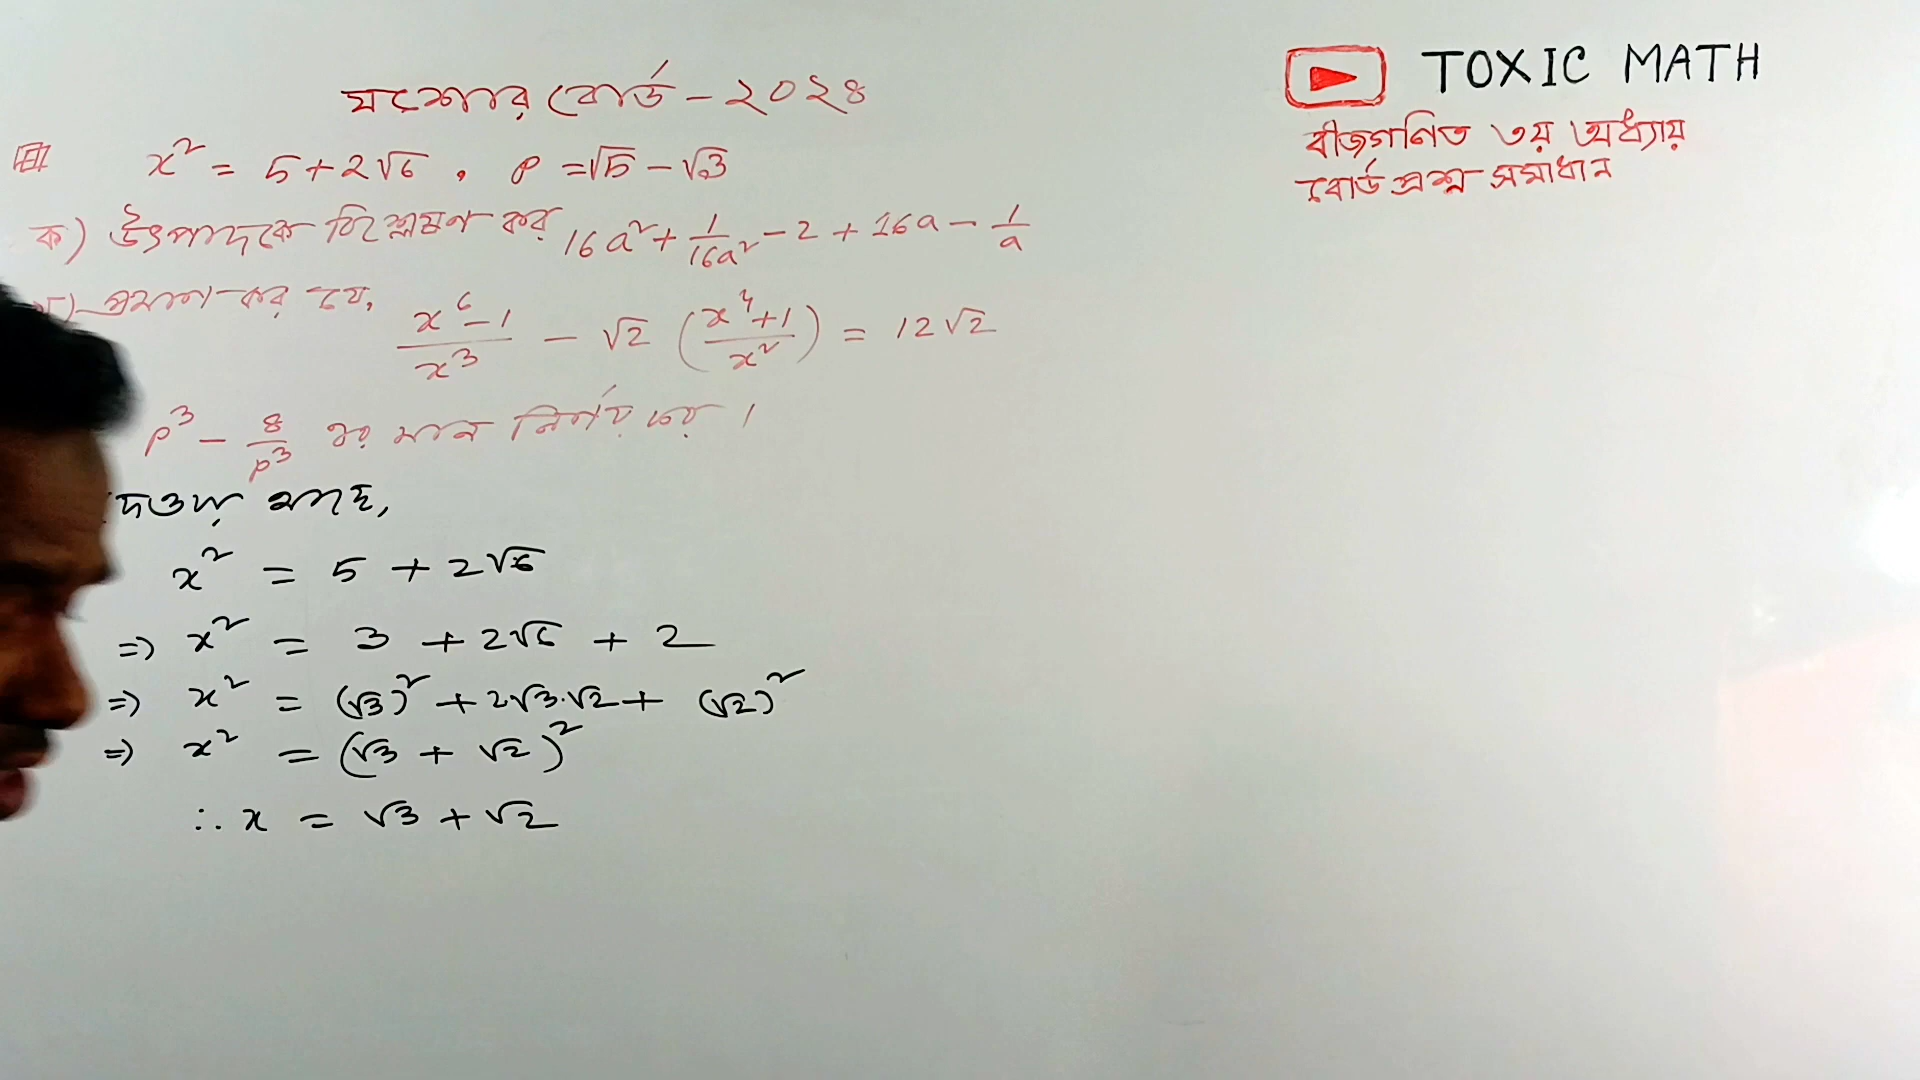 যশোর বোর্ড - ২০২৪
x² = 5 + 2√6 , P = √5 - √3
ক) উৎপাদকে বিশ্লেষণ কর 16a² + 1/16a² - 2 + 16a - 1/a
প্রমাণ কর যে, (x⁶ - 1)/x³ - √2 ((x⁴ + 1)/x²) = 12√2
P³ - 8/P³ এর মান নির্ণয় কর ।
দেওয়া আছে,
x² = 5 + 2√6
⇒ x² = 3 + 2√6 + 2
⇒ x² = (√3)² + 2√3.√2 + (√2)²
⇒ x² = (√3 + √2)²
∴ x = √3 + √2
TOXIC MATH
বীজগণিত ৩য় অধ্যায়
বোর্ড প্রশ্ন সমাধান